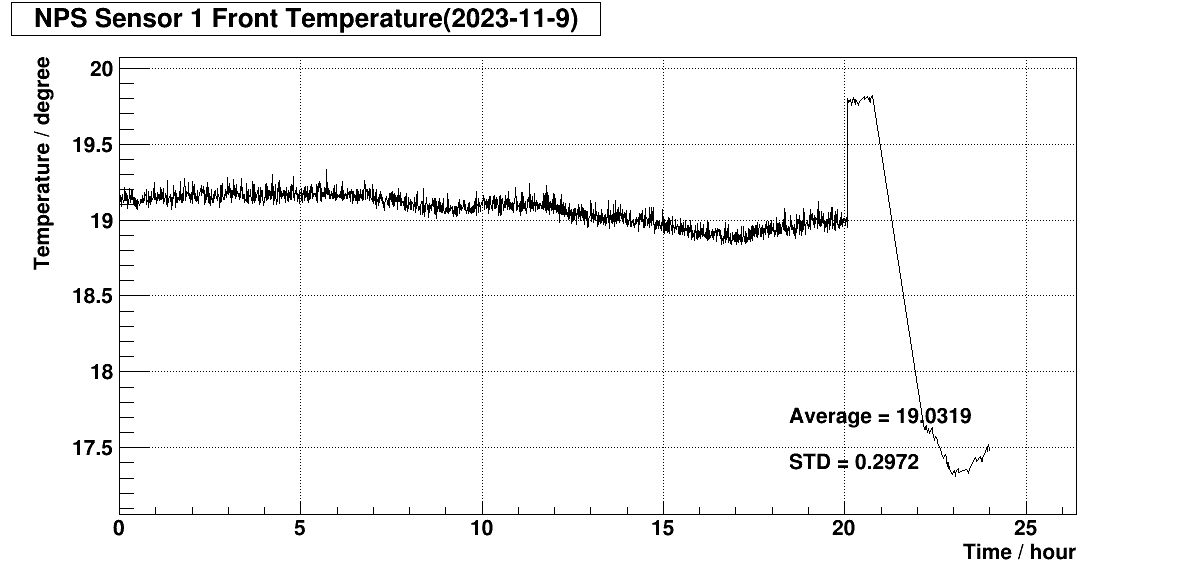 NPS Sensor 1 Front Temperature(2023-11-9)
Temperature / degree
20
19.5
19
18.5
18
17.5
Average = 19.0319
STD = 0.2972
0 5 10 15 20 25
Time / hour